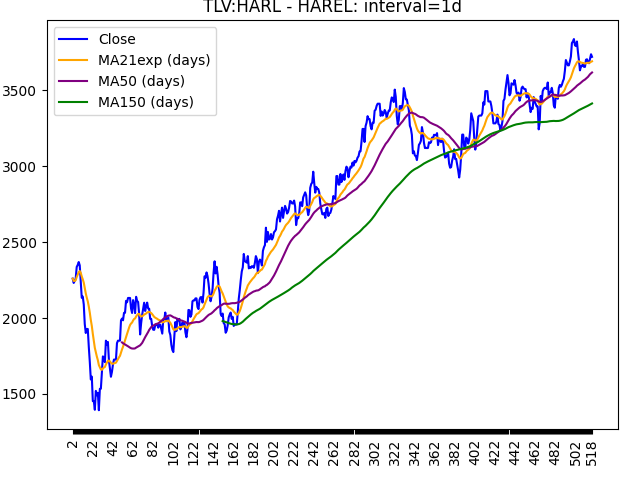 TLV:HARL - HAREL: interval=1d
Close
MA21exp (days)
MA50 (days)
MA150 (days)
3500
3000
2500
2000
1500
2 22 42 62 82 102 122 142 162 182 202 222 242 262 282 302 322 342 362 382 402 422 442 462 482 502 518